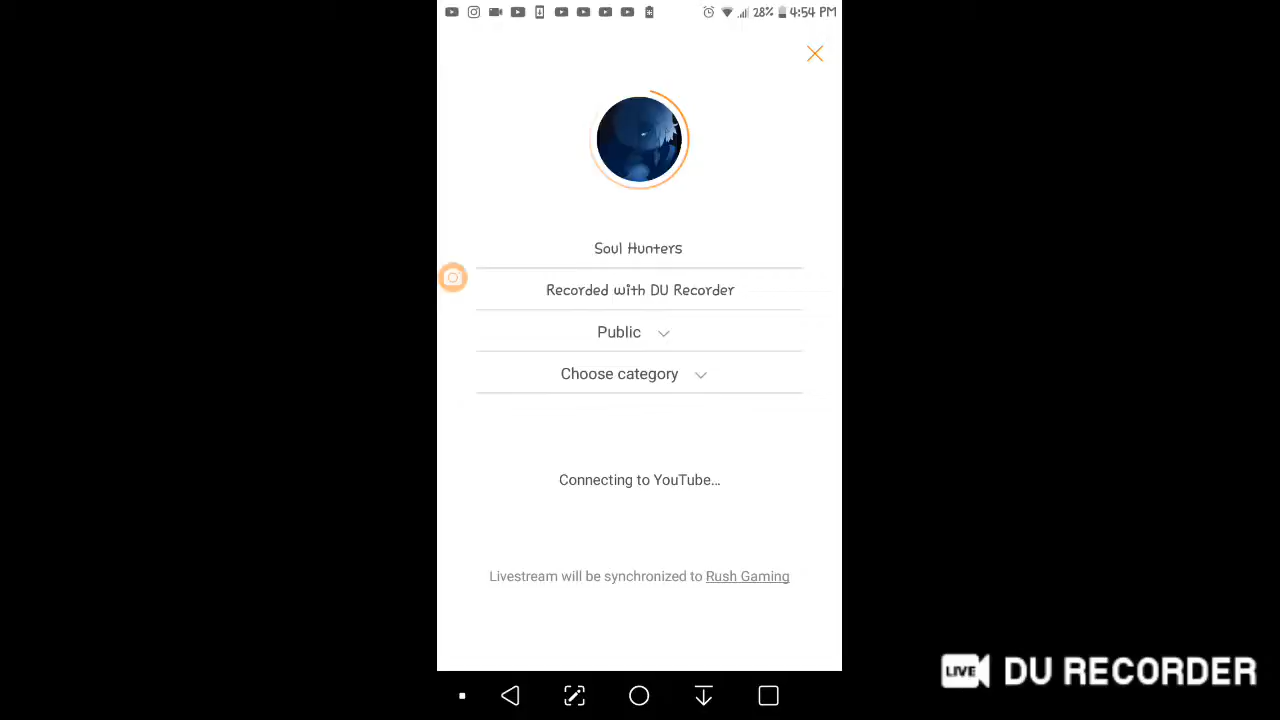 28% 4:54 PM
Soul Hunters
Recorded with DU Recorder
Public
Choose category
Connecting to YouTube...
Livestream will be synchronized to Rush Gaming
LIVE DU RECORDER